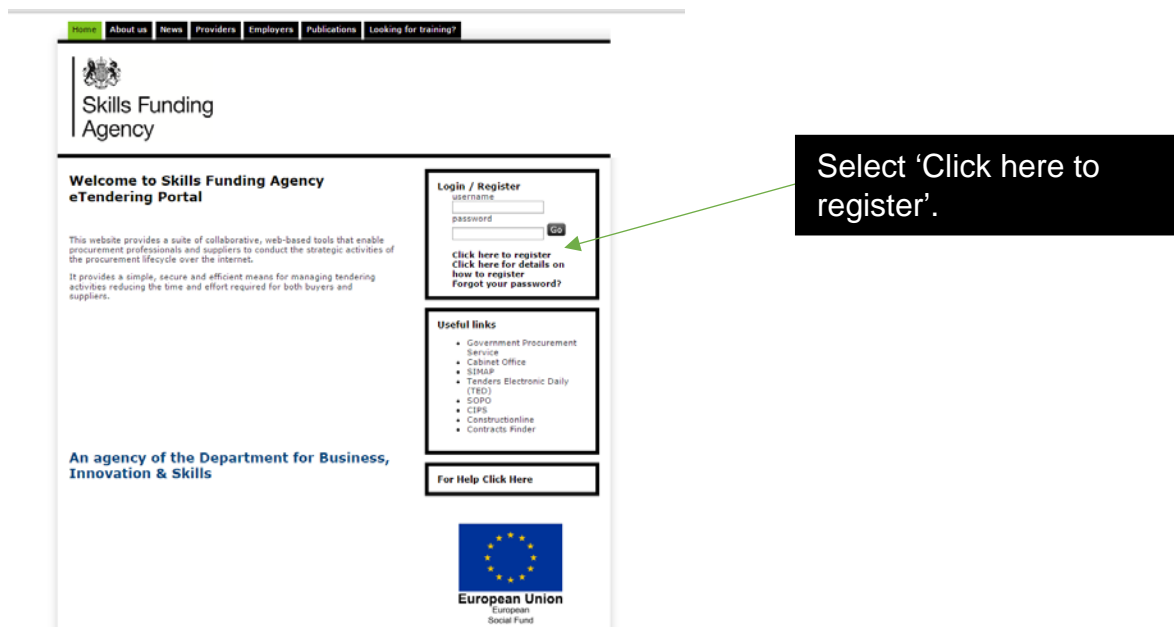 Home About us News Providers Employers Publications Looking for training?
Skills Funding
Agency
Welcome to Skills Funding Agency
eTendering Portal
This website provides a suite of collaborative, web-based tools that enable
procurement professionals and suppliers to conduct the strategic activities of
the procurement lifecycle over the internet.
It provides a simple, secure and efficient means for managing tendering
activities reducing the time and effort required for both buyers and
suppliers.
An agency of the Department for Business,
Innovation & Skills
Login / Register
username
password
Go
Click here to register
Click here for details on
how to register
Forgot your password?
Useful links
Government Procurement
Service
Cabinet Office
SIMAP
Tenders Electronic Daily
(TED)
SOPO
CIPS
Constructionline
Contracts Finder
For Help Click Here
European Union
European
Social Fund
Select ‘Click here to
register’.